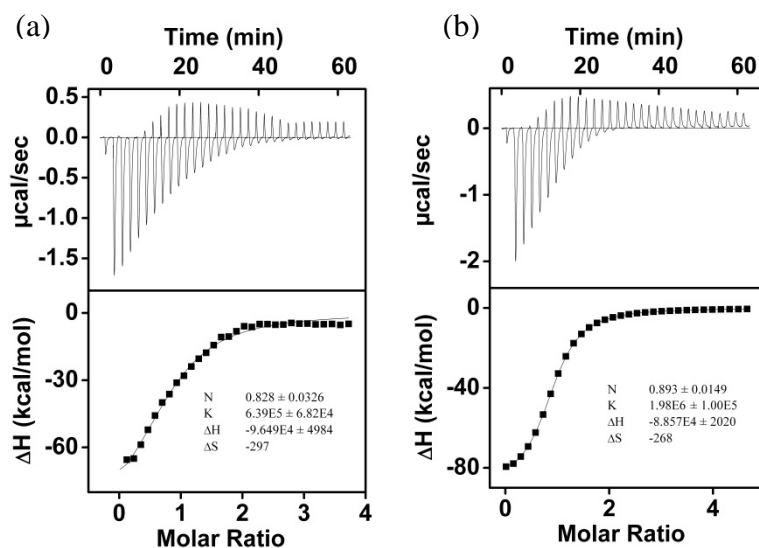 (a)
Time (min)
0 20 40 60
0.5
0.0
-0.5
-1.0
-1.5
µcal/sec
0
-30
-60
ΔH (kcal/mol)
N 0.828 ± 0.0326
K 6.39E5 ± 6.82E4
ΔH -9.649E4 ± 4984
ΔS -297
0 1 2 3 4
Molar Ratio
(b)
Time (min)
0 20 40 60
0
-1
-2
µcal/sec
0
-40
-80
ΔH (kcal/mol)
N 0.893 ± 0.0149
K 1.98E6 ± 1.00E5
ΔH -8.857E4 ± 2020
ΔS -268
0 2 4
Molar Ratio